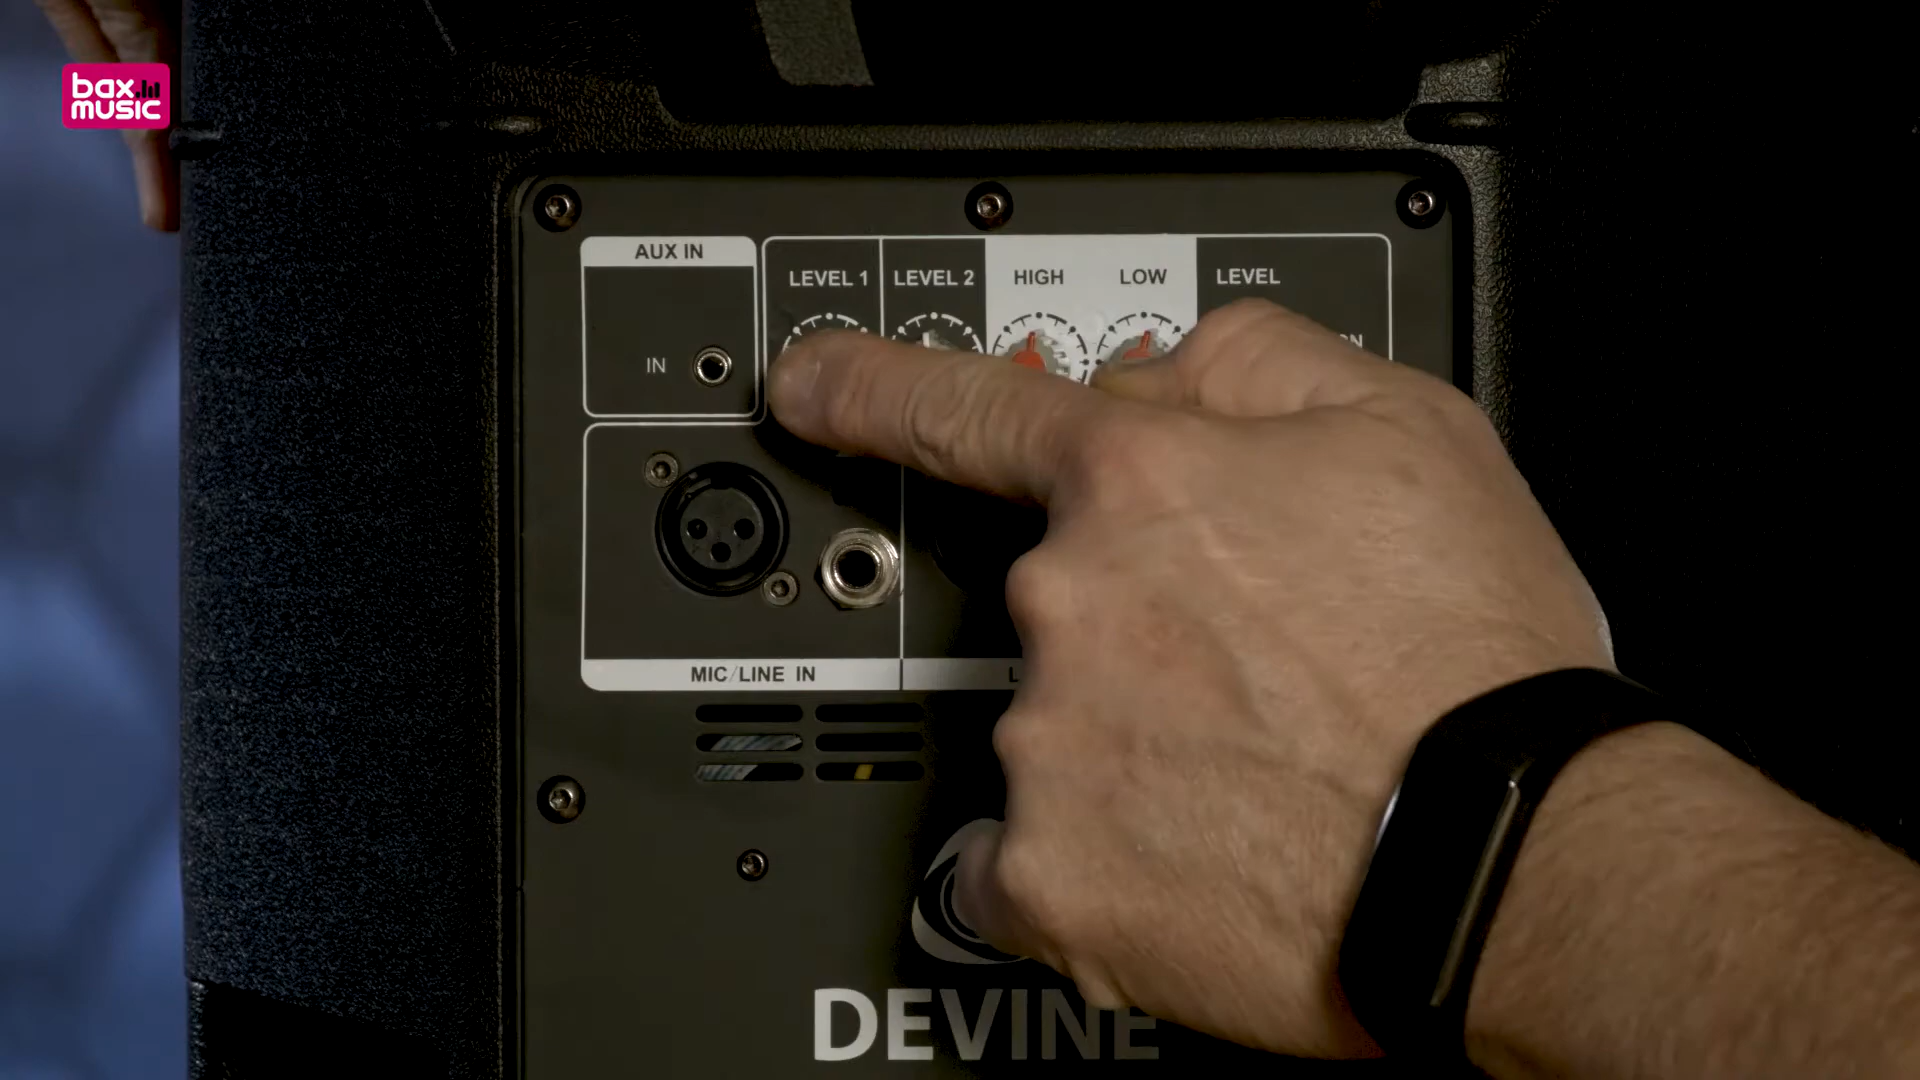 bax
music
AUX IN
LEVEL 1
LEVEL 2
HIGH
LOW
LEVEL
IN
MIC/LINE IN
DEVINE